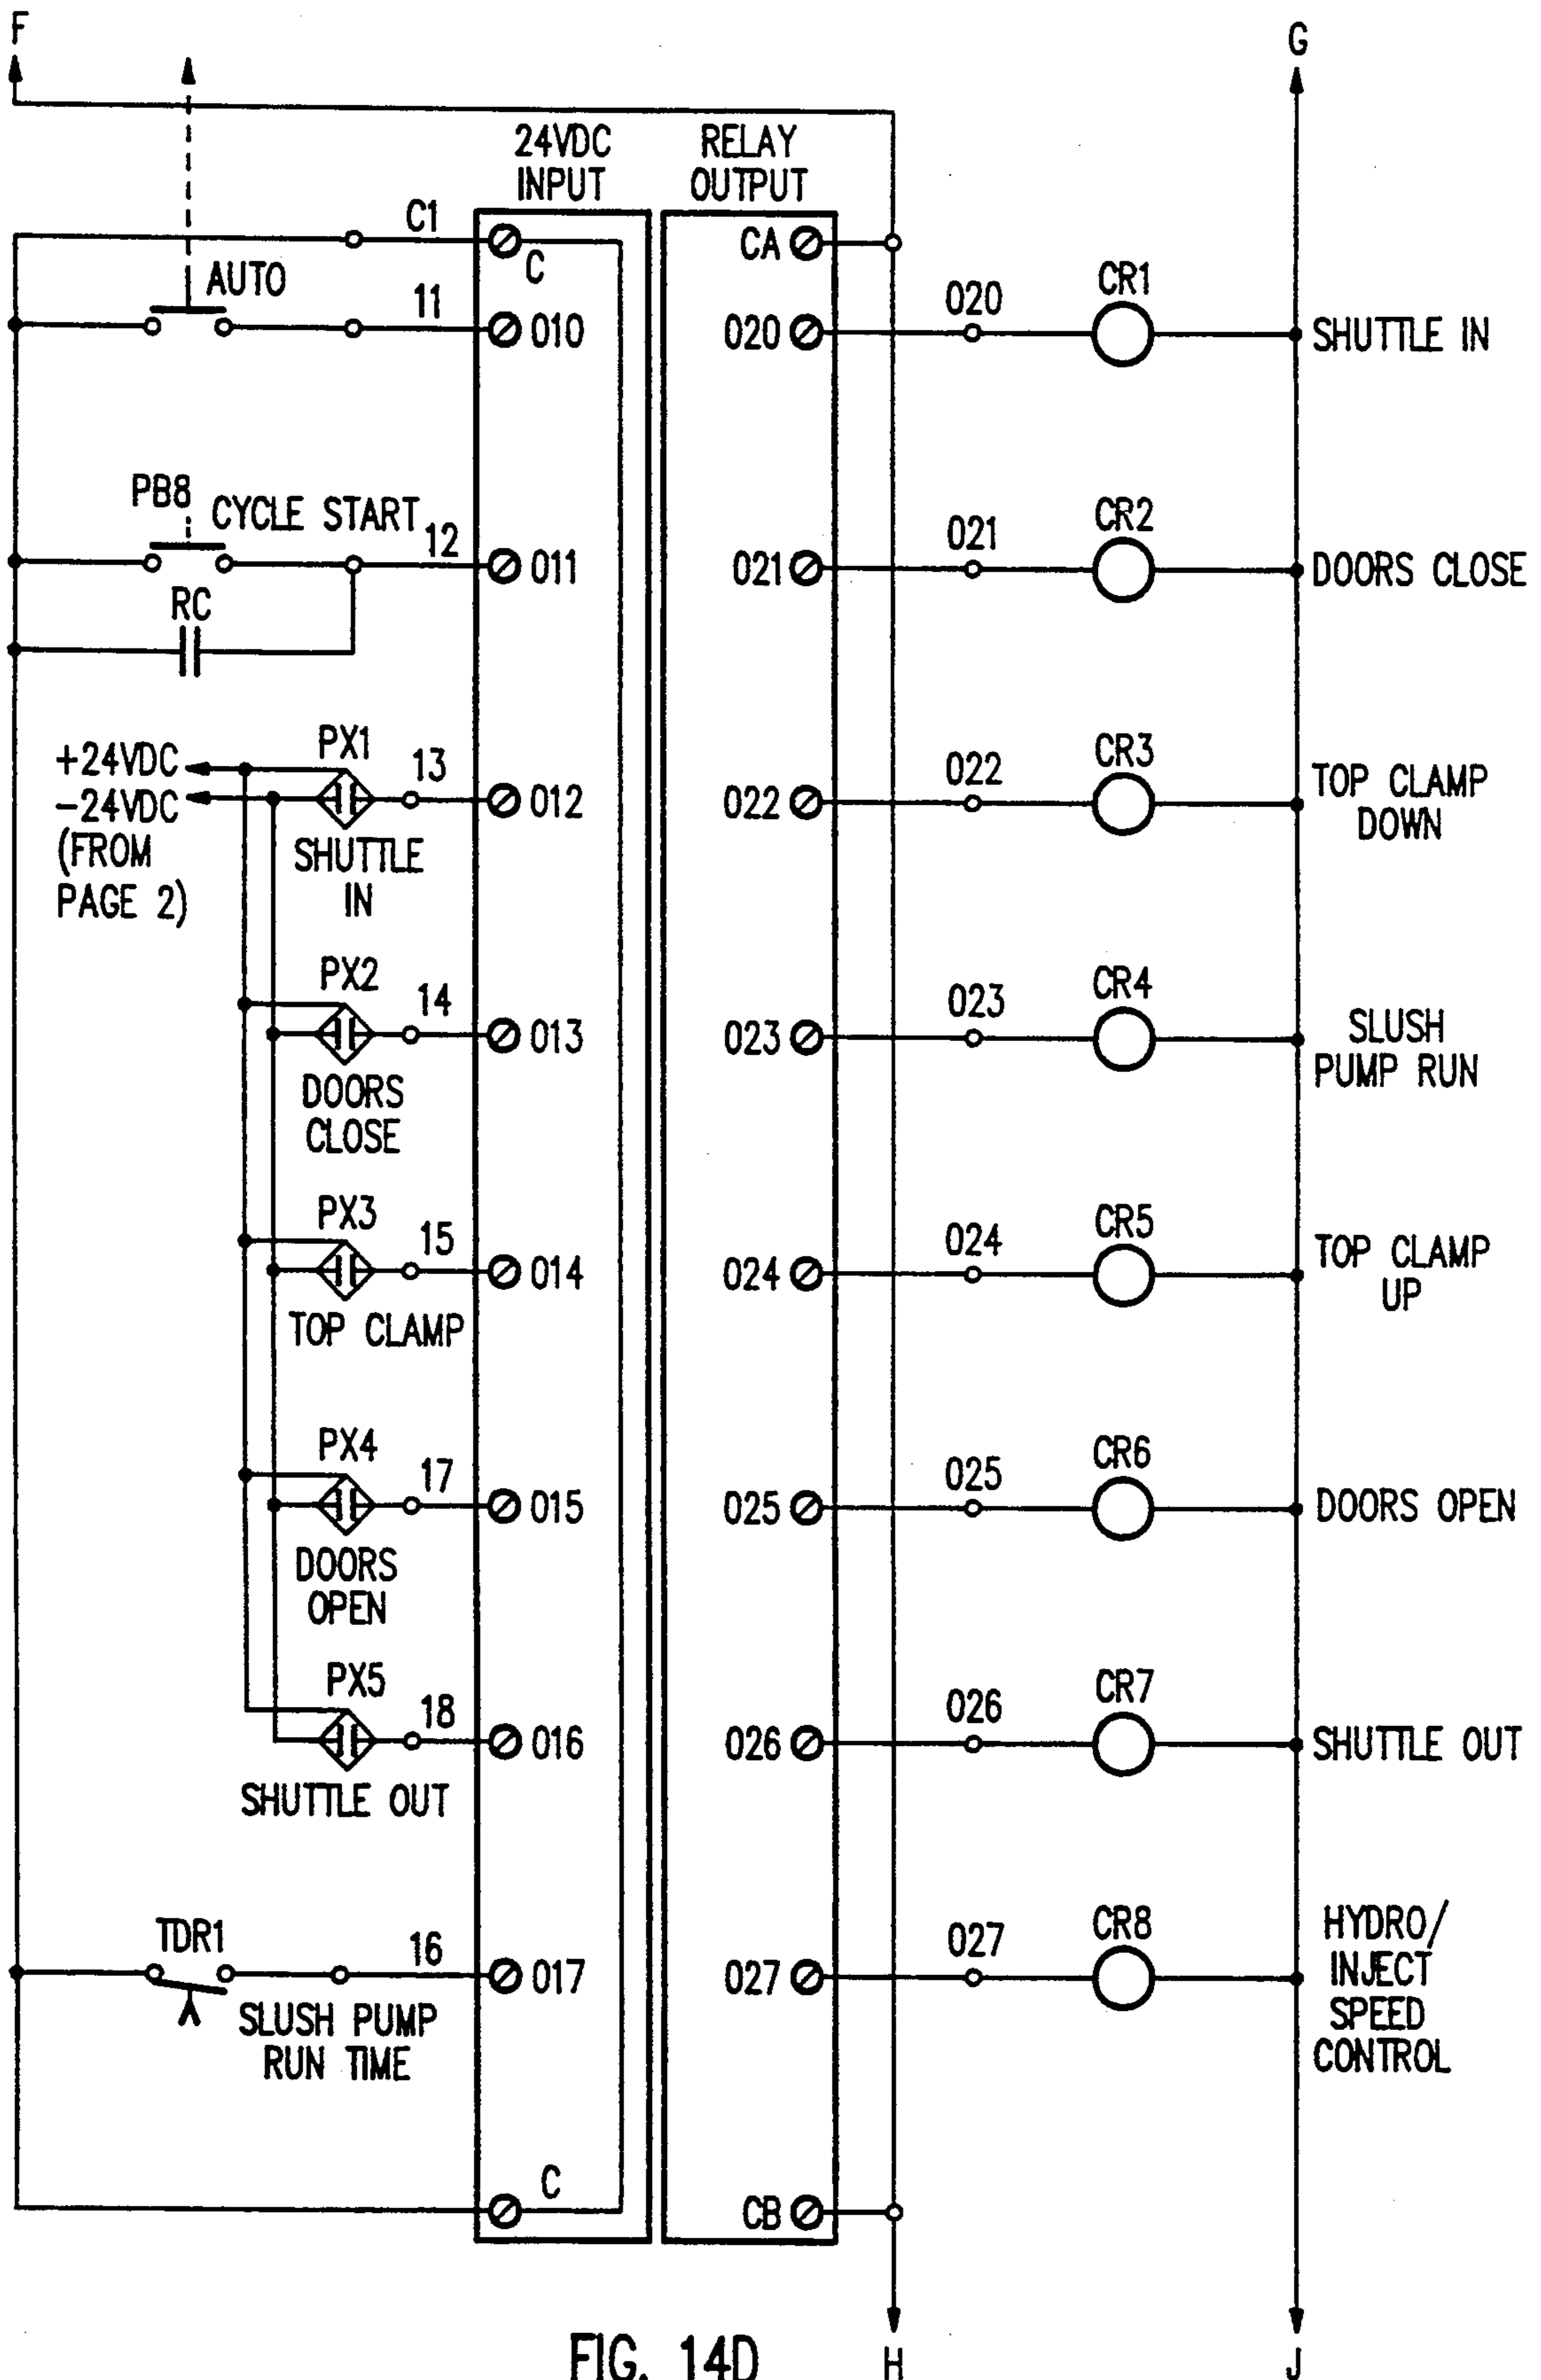 F
G
24VDC
INPUT
RELAY
OUTPUT
C1
C
CA
AUTO
11
010
020
020
CR1
SHUTTLE IN
PB8
CYCLE START
12
011
021
021
CR2
DOORS CLOSE
RC
+24VDC
-24VDC
(FROM
PAGE 2)
PX1
13
012
SHUTTLE
IN
022
022
CR3
TOP CLAMP
DOWN
PX2
14
013
DOORS
CLOSE
023
023
CR4
SLUSH
PUMP RUN
PX3
15
014
TOP CLAMP
024
024
CR5
TOP CLAMP
UP
PX4
17
015
DOORS
OPEN
025
025
CR6
DOORS OPEN
PX5
18
016
SHUTTLE OUT
026
026
CR7
SHUTTLE OUT
TDR1
16
017
SLUSH PUMP
RUN TIME
027
027
CR8
HYDRO/
INJECT
SPEED
CONTROL
C
CB
FIG. 14D
H
J